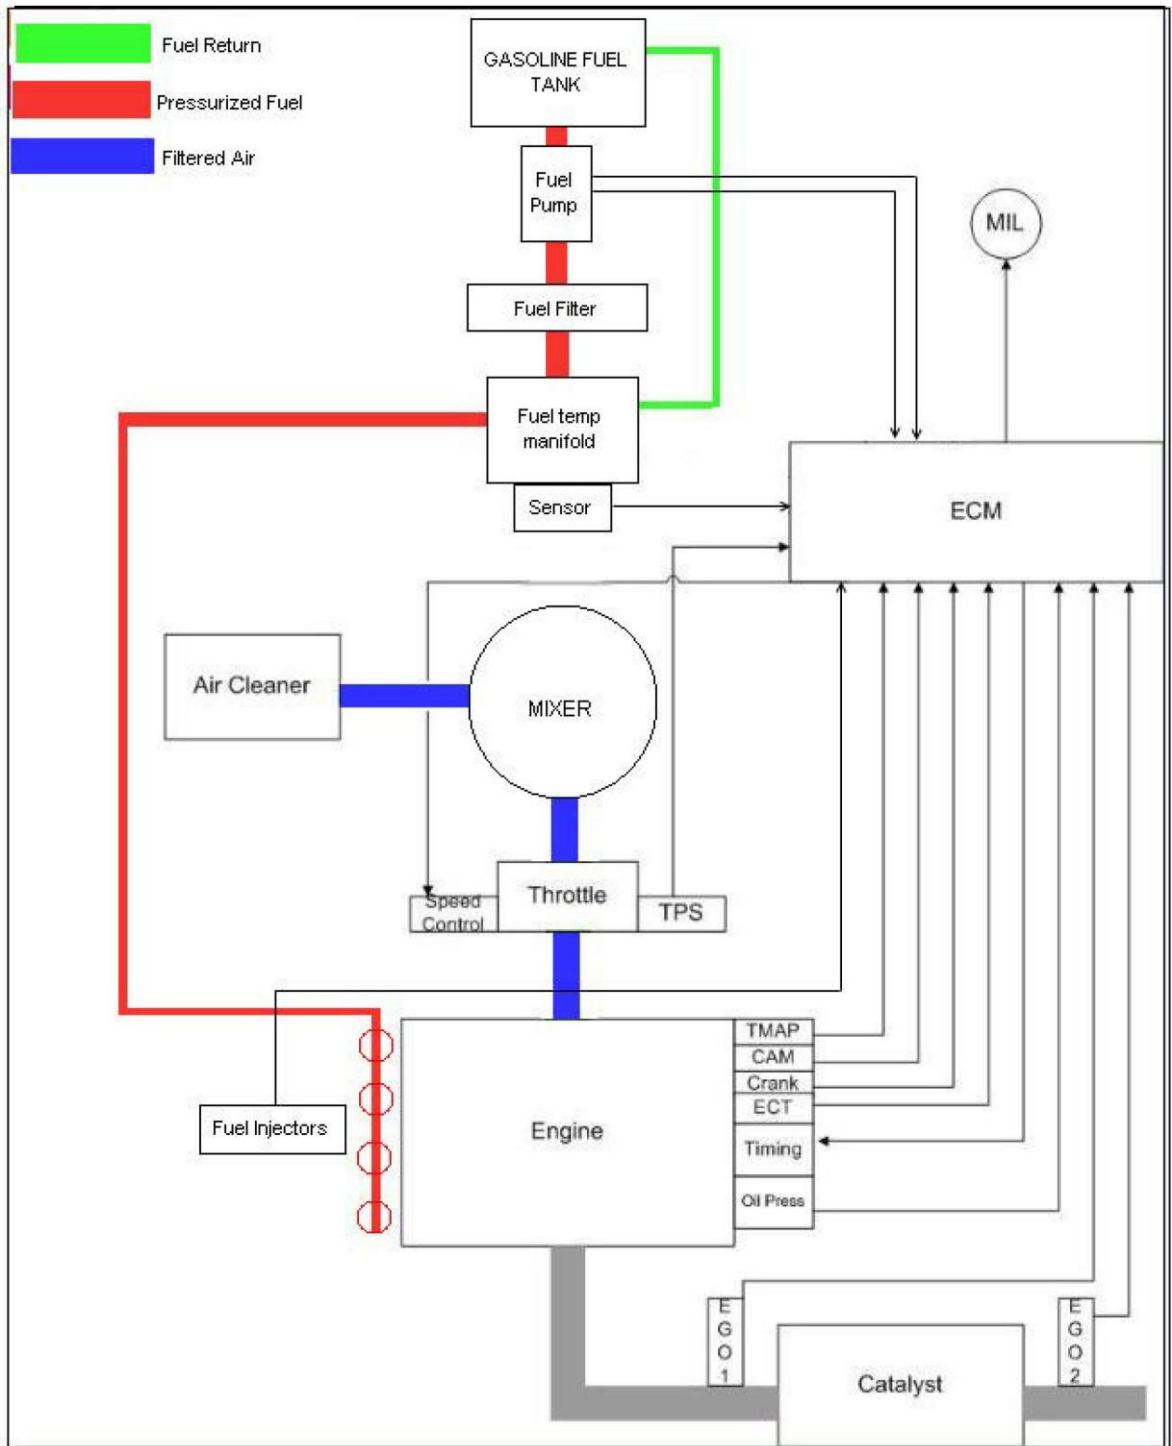 Fuel Return
Pressurized Fuel
Filtered Air
GASOLINE FUEL
TANK
Fuel
Pump
MIL
Fuel Filter
Fuel temp
manifold
Sensor
ECM
Air Cleaner
MIXER
Throttle
Speed
Control
TPS
TMAP
CAM
Crank
ECT
Timing
Oil Press
Engine
Fuel Injectors
E
G
O
1
E
G
O
2
Catalyst